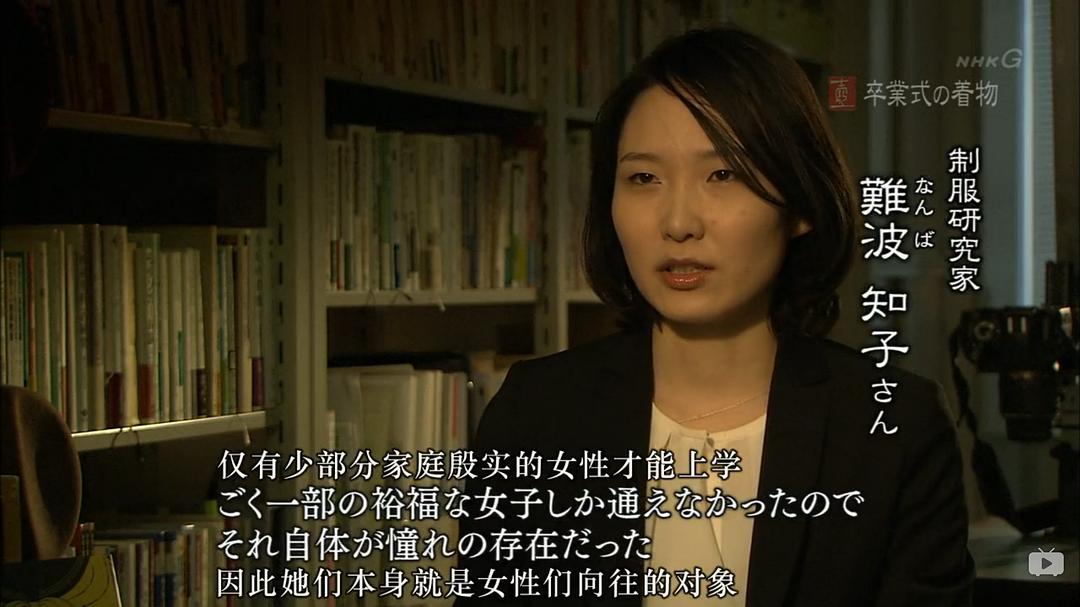 NHK G
壺 卒業式の着物
制服研究家
なんば
難波 知子さん
仅有少部分家庭殷实的女性才能上学
ごく一部の裕福な女子しか通えなかったので
それ自体が憧れの存在だった
因此她们本身就是女性们向往的对象